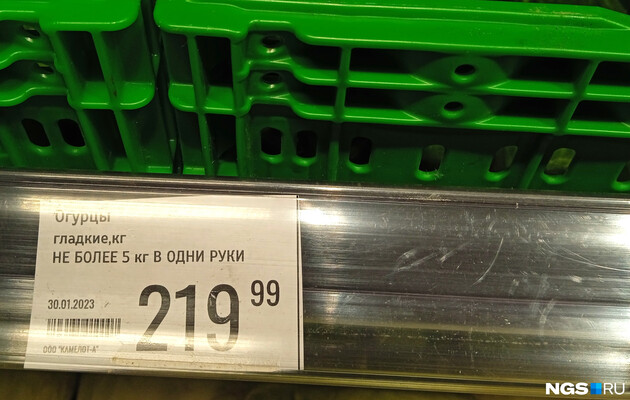 Огурцы
гладкие,кг
НЕ БОЛЕЕ 5 кг В ОДНИ РУКИ
30.01.2023
219 99
ООО "КАМЕЛОТ-А"
NGS RU